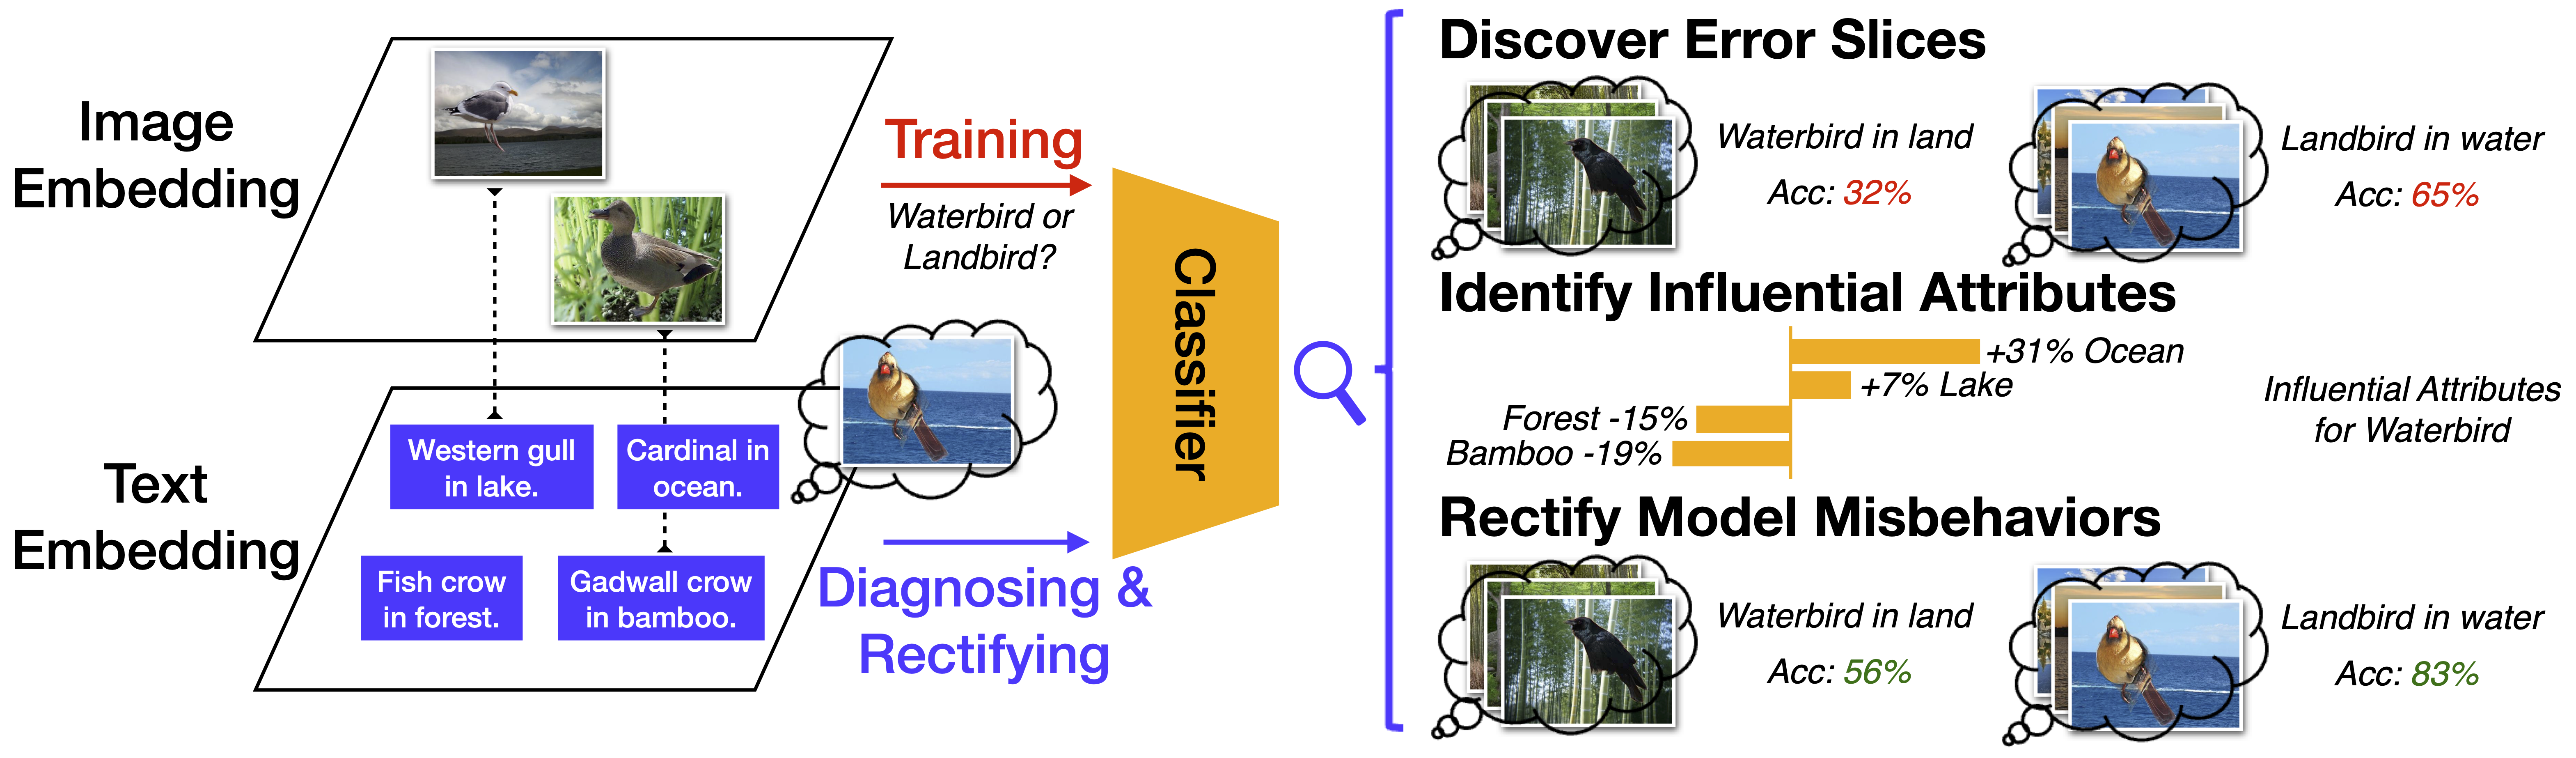 Image
Embedding
Text
Embedding
Western gull
in lake.
Cardinal in
ocean.
Fish crow
in forest.
Gadwall crow
in bamboo.
Training
Waterbird or
Landbird?
Diagnosing &
Rectifying
Classifier
Discover Error Slices
Waterbird in land
Acc: 32%
Landbird in water
Acc: 65%
Identify Influential Attributes
+31% Ocean
+7% Lake
Forest -15%
Bamboo -19%
Influential Attributes
for Waterbird
Rectify Model Misbehaviors
Waterbird in land
Acc: 56%
Landbird in water
Acc: 83%